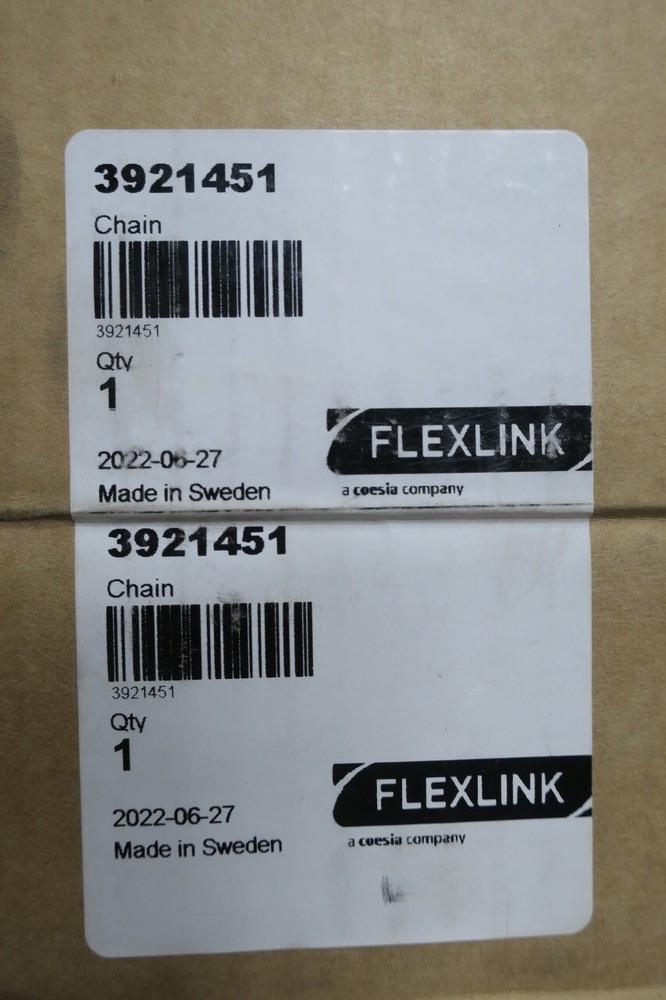 3921451
Chain
3921451
Qty
1
2022-06-27
Made in Sweden
FLEXLINK
a coesia company
3921451
Chain
3921451
Qty
1
2022-06-27
Made in Sweden
FLEXLINK
a coesia company